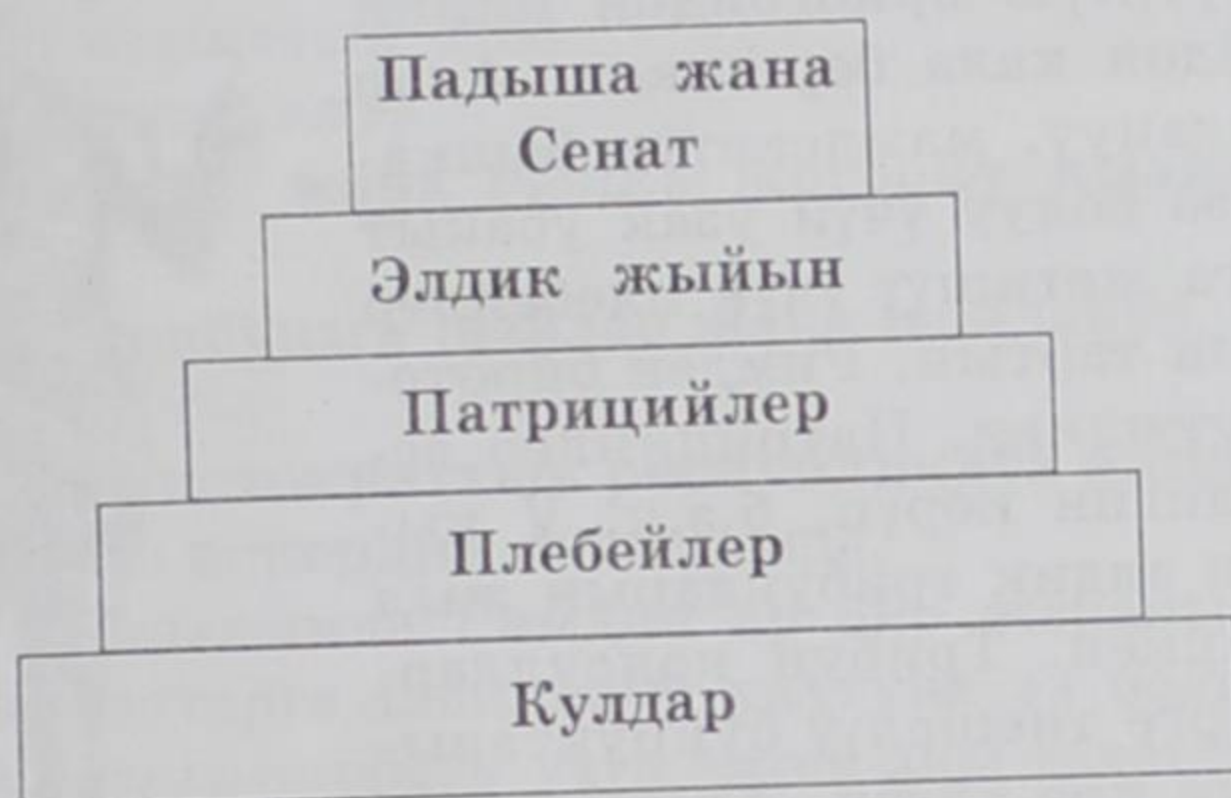 Падыша жана
Сенат
Элдик жыйын
Патрицийлер
Плебейлер
Кулдар